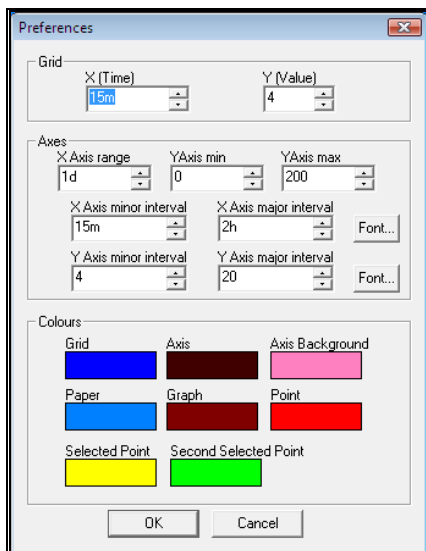 Preferences
Grid
X (Time) Y (Value)
15m 4
Axes
X Axis range YAxis min YAxis max
1d 0 200
X Axis minor interval X Axis major interval
15m 2h Font...
Y Axis minor interval Y Axis major interval
4 20 Font...
Colours
Grid Axis Axis Background
Paper Graph Point
Selected Point Second Selected Point
OK Cancel